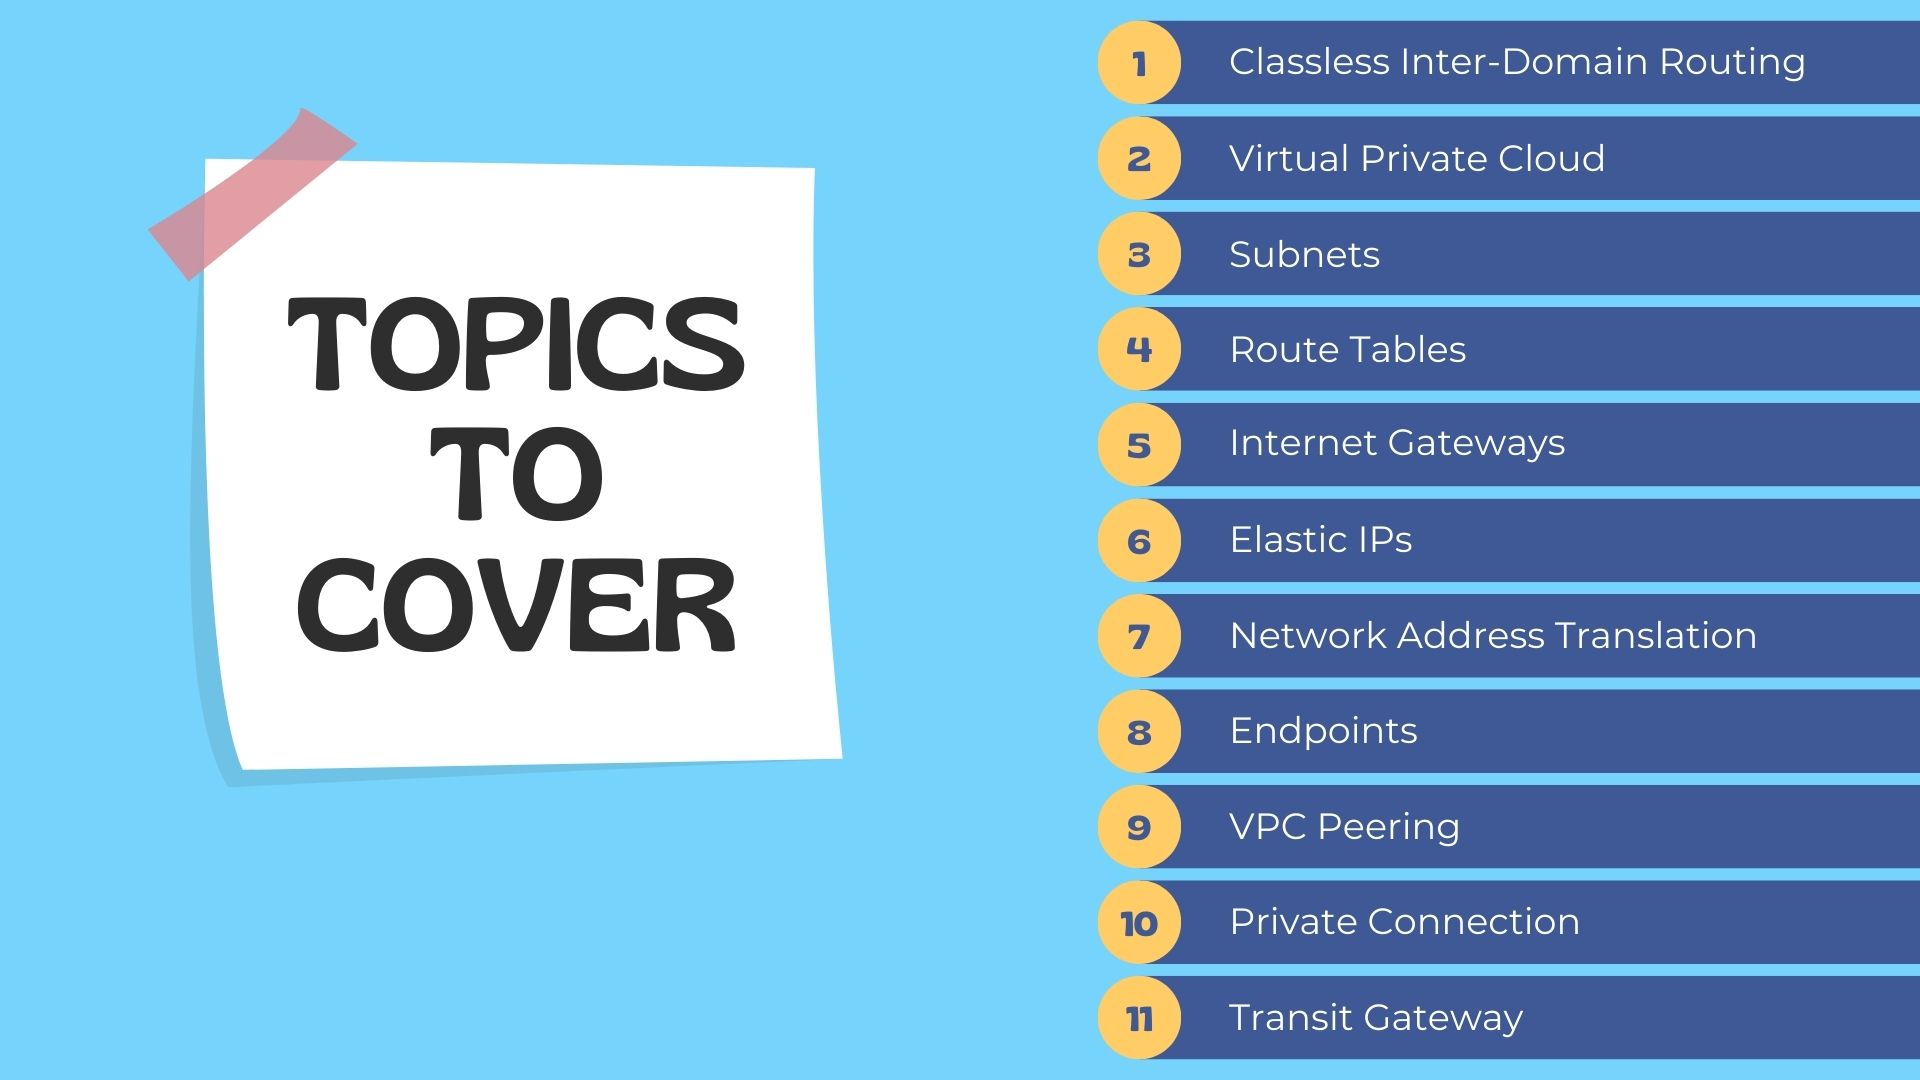 TOPICS
TO
COVER
1 Classless Inter-Domain Routing
2 Virtual Private Cloud
3 Subnets
4 Route Tables
5 Internet Gateways
6 Elastic IPs
7 Network Address Translation
8 Endpoints
9 VPC Peering
10 Private Connection
11 Transit Gateway